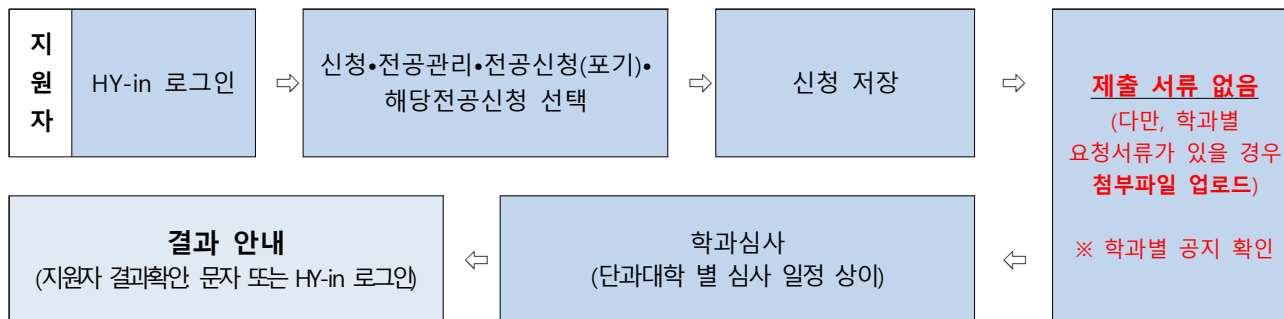 지
원
자
HY-in 로그인
⇨
신청•전공관리•전공신청(포기)•
해당전공신청 선택
⇨
신청 저장
⇨
제출 서류 없음
(다만, 학과별
요청서류가 있을 경우
첨부파일 업로드)
※ 학과별 공지 확인
⇦
학과심사
(단과대학 별 심사 일정 상이)
⇦
결과 안내
(지원자 결과확인: 문자 또는 HY-in 로그인)